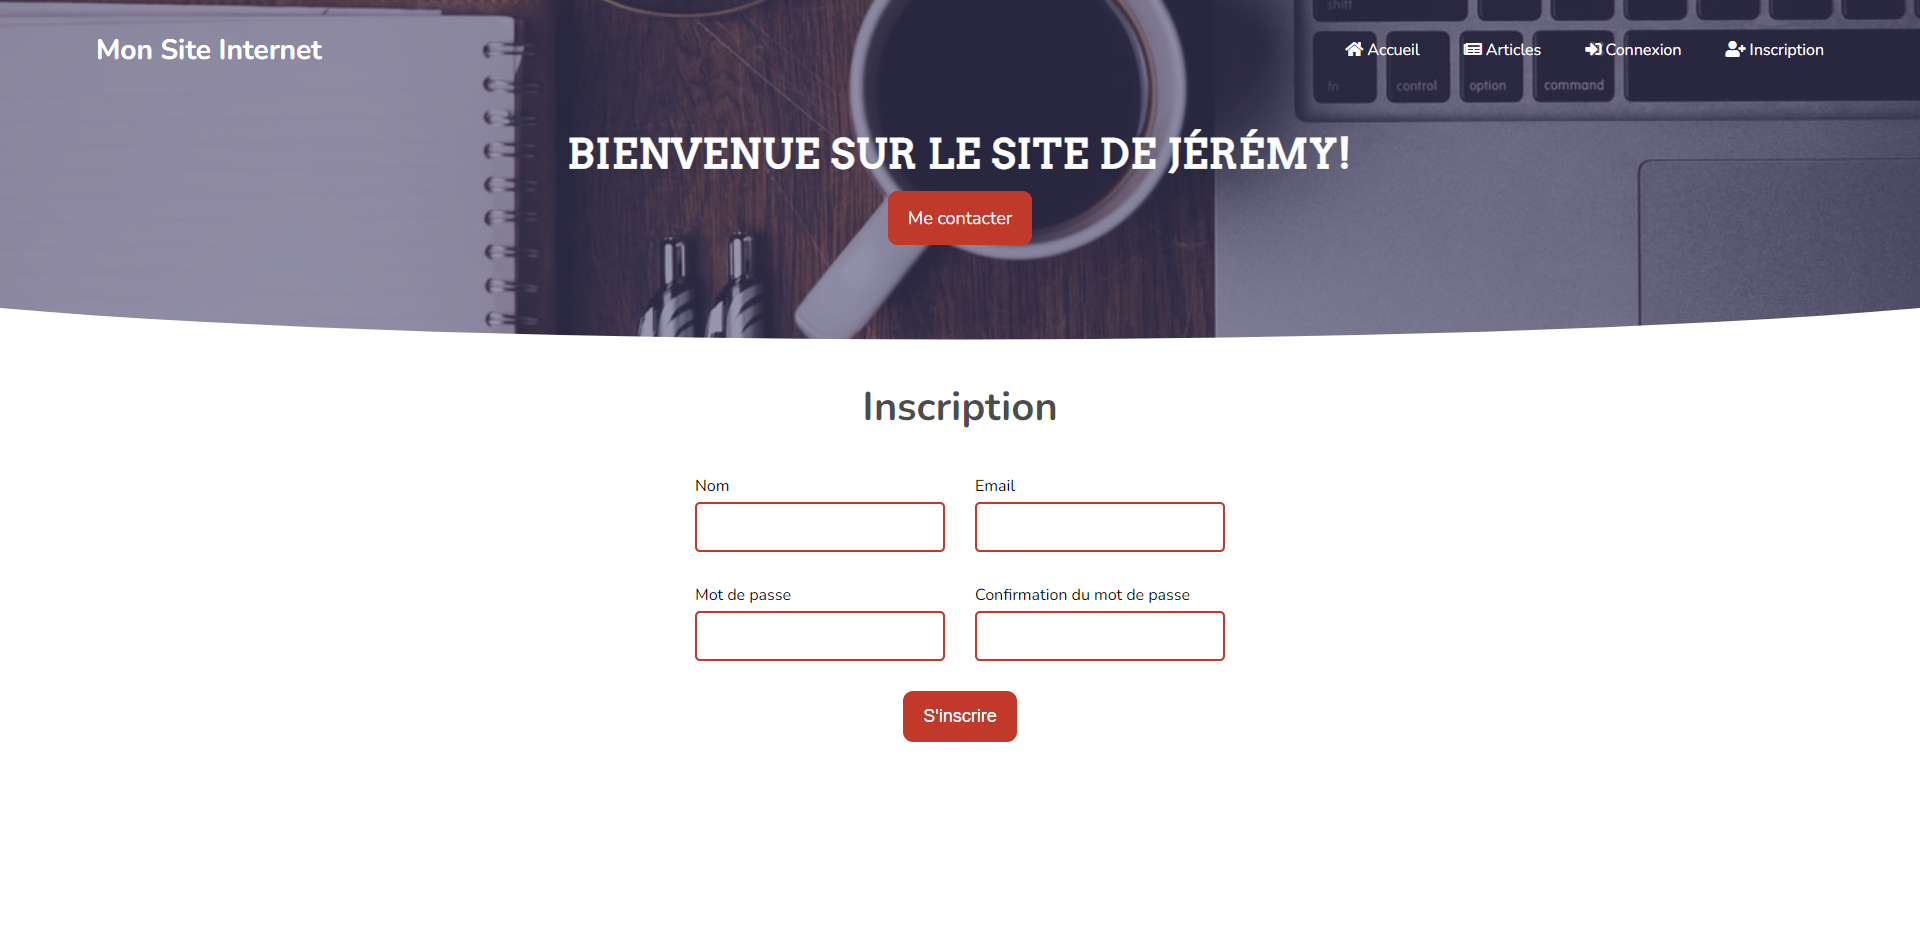 shift
Mon Site Internet
Accueil Articles Connexion Inscription
fn control option command
BIENVENUE SUR LE SITE DE JÉRÉMY!
Me contacter
Inscription
Nom Email
Mot de passe Confirmation du mot de passe
S'inscrire